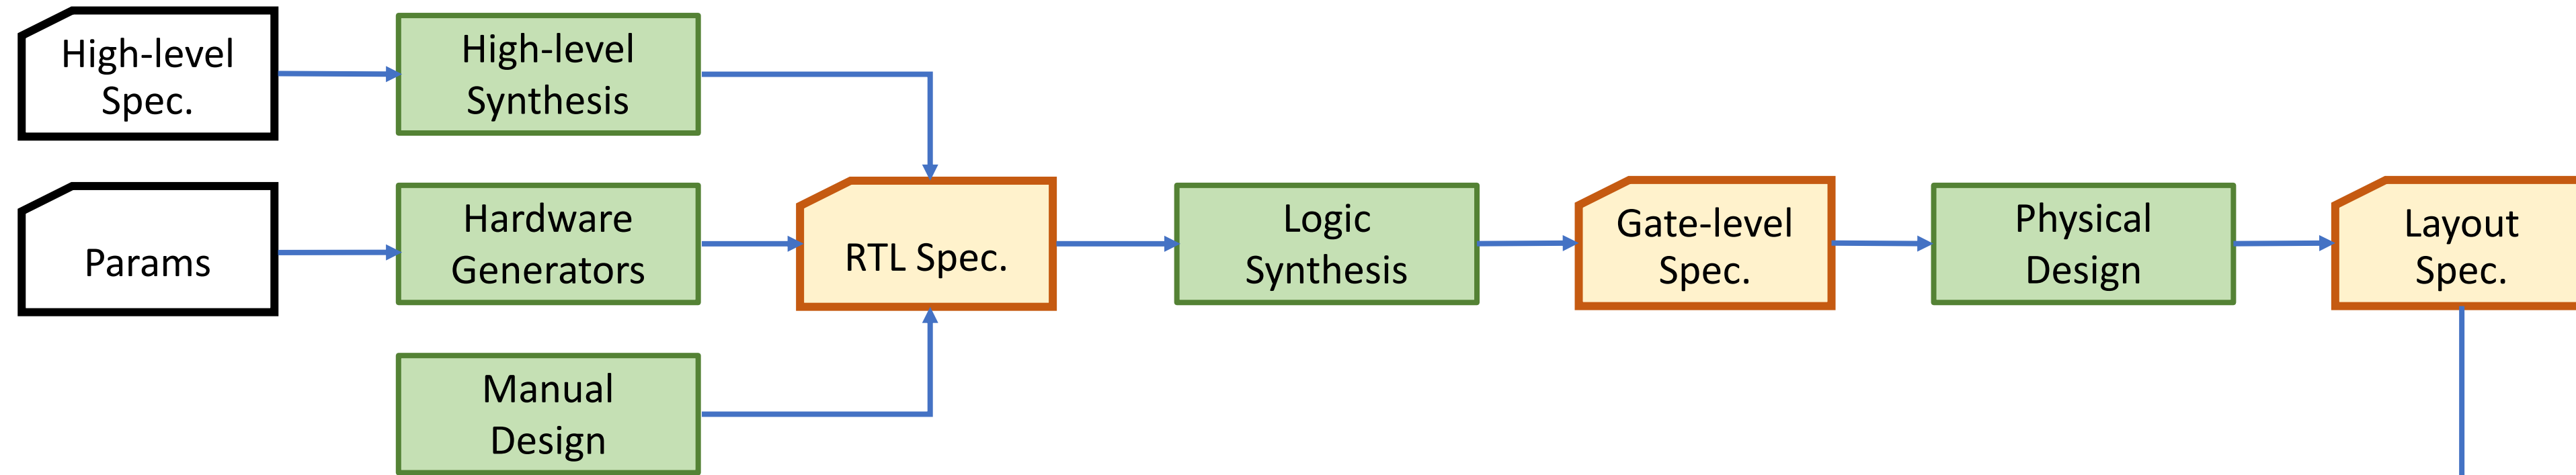 High-level
Spec.
High-level
Synthesis
Params
Hardware
Generators
RTL Spec.
Logic
Synthesis
Gate-level
Spec.
Physical
Design
Layout
Spec.
Manual
Design